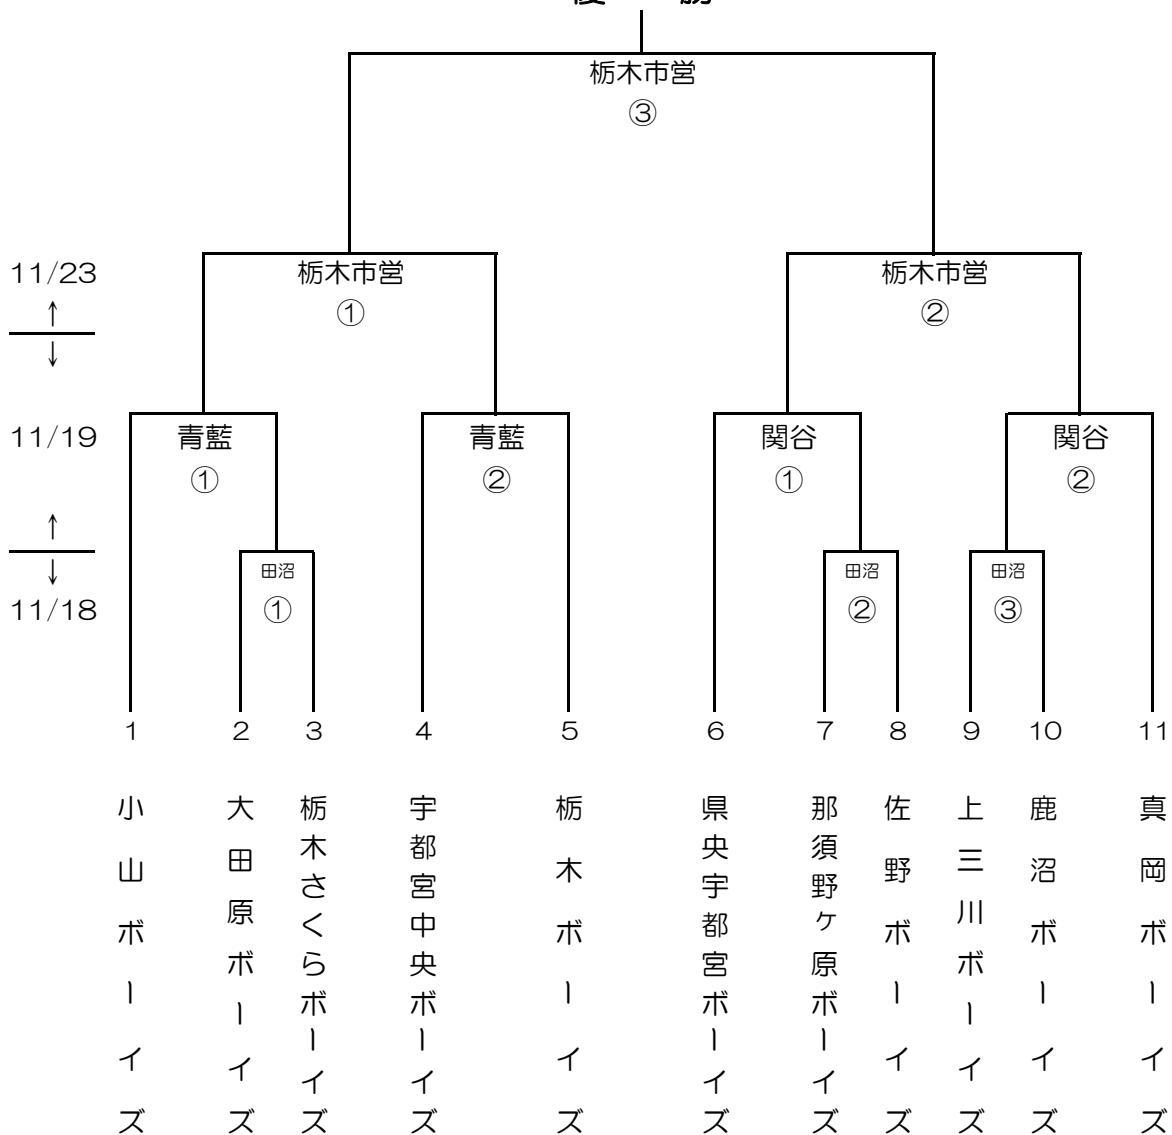 優 勝
栃木市営
③
11/23
栃木市営
①
栃木市営
②
↑
↓
11/19
青藍
①
青藍
②
関谷
①
関谷
②
↑
↓
11/18
田沼
①
田沼
②
田沼
③
1 2 3 4 5 6 7 8 9 10 11
小山ボーイズ
大田原ボーイズ
栃木さくらボーイズ
宇都宮中央ボーイズ
栃木ボーイズ
県央宇都宮ボーイズ
那須野ヶ原ボーイズ
佐野ボーイズ
上三川ボーイズ
鹿沼ボーイズ
真岡ボーイズ